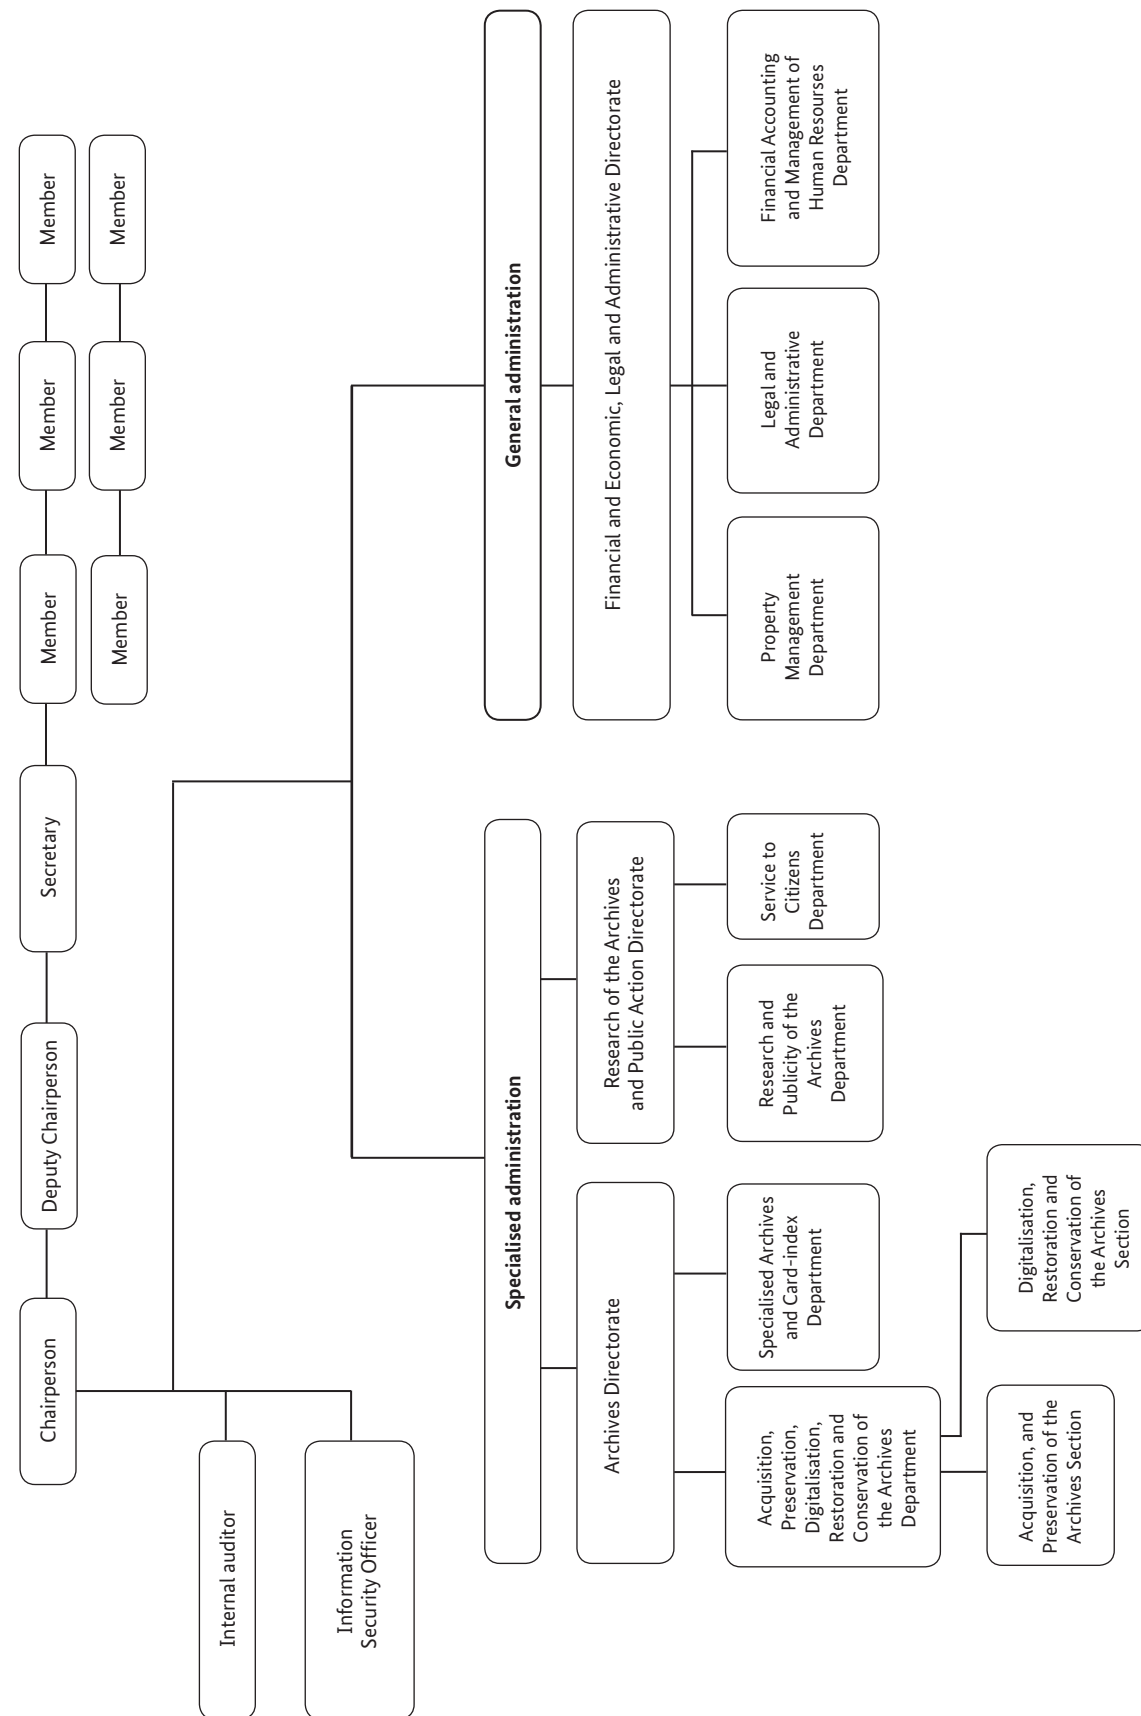 Chairperson
Deputy Chairperson
Secretary
Member
Member
Member
Member
Member
Member
Internal auditor
Information
Security Officer
Specialised administration
General administration
Archives Directorate
Research of the Archives
and Public Action Directorate
Financial and Economic, Legal and Administrative Directorate
Acquisition,
Preservation,
Digitalisation,
Restoration and
Conservation of
the Archives
Department
Specialised Archives
and Card-index
Department
Research and
Publicity of the
Archives
Department
Service to
Citizens
Department
Property
Management
Department
Legal and
Administrative
Department
Financial Accounting
and Management of
Human Resourses
Department
Acquisition, and
Preservation of the
Archives Section
Digitalisation,
Restoration and
Conservation of
the Archives
Section